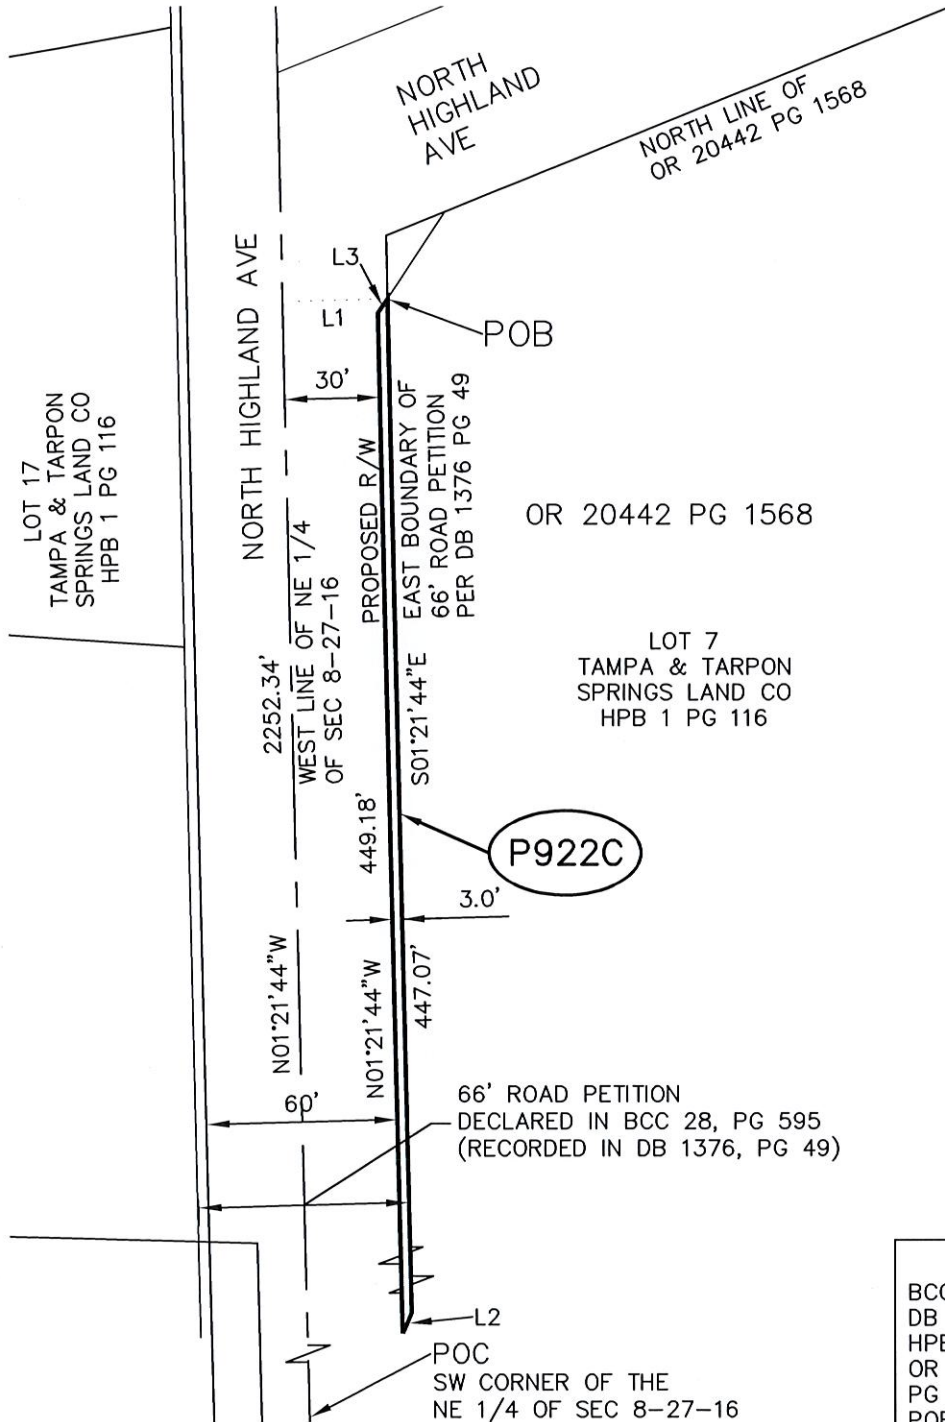 NORTH
HIGHLAND
AVE
NORTH LINE OF
OR 20442 PG 1568
NORTH HIGHLAND AVE
L3
L1
POB
30'
LOT 17
TAMPA & TARPON
SPRINGS LAND CO
HPB 1 PG 116
PROPOSED R/W
EAST BOUNDARY OF
66' ROAD PETITION
PER DB 1376 PG 49
OR 20442 PG 1568
2252.34'
WEST LINE OF NE 1/4
OF SEC 8-27-16
S01°21'44"E
LOT 7
TAMPA & TARPON
SPRINGS LAND CO
HPB 1 PG 116
449.18'
P922C
3.0'
N01°21'44"W
N01°21'44"W
447.07'
60'
66' ROAD PETITION
DECLARED IN BCC 28, PG 595
(RECORDED IN DB 1376, PG 49)
L2
POC
SW CORNER OF THE
NE 1/4 OF SEC 8-27-16
DB
OR
PG